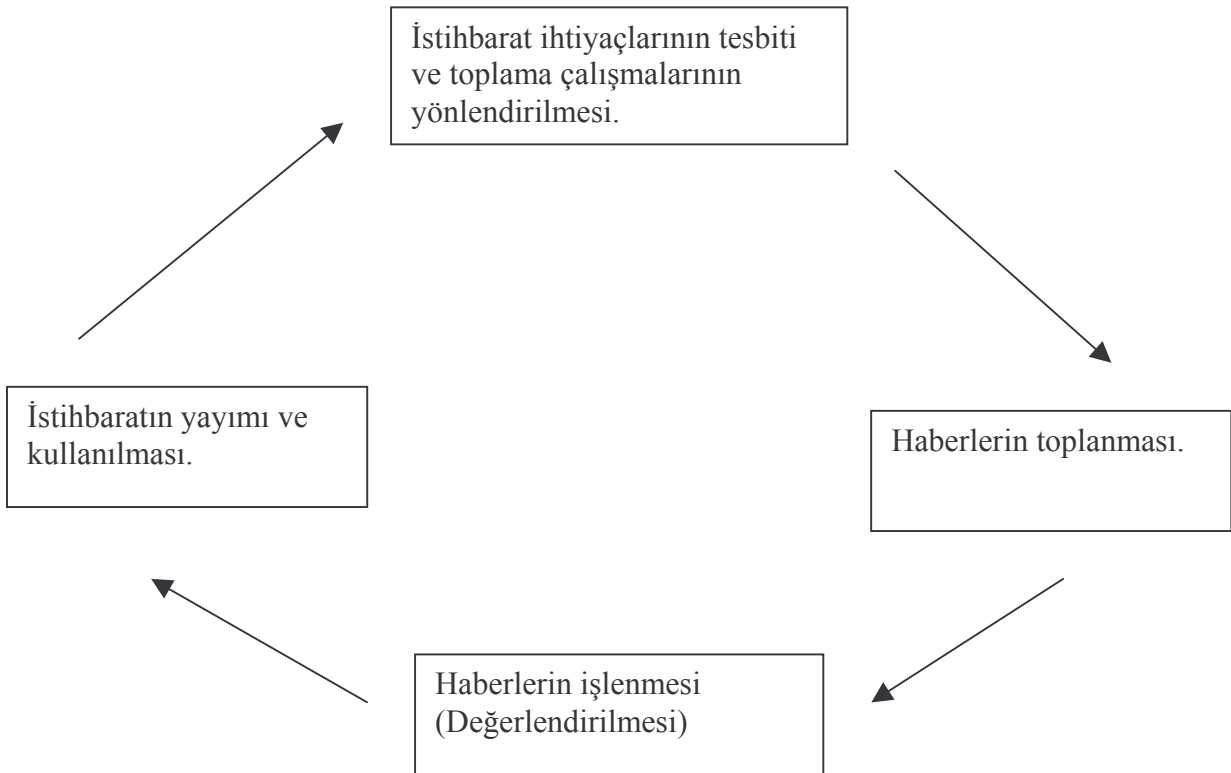 İstihbarat ihtiyaçlarının tesbiti
ve toplama çalışmalarının
yönlendirilmesi.
İstihbaratın yayımı ve
kullanılması.
Haberlerin toplanması.
Haberlerin işlenmesi
(Değerlendirilmesi)